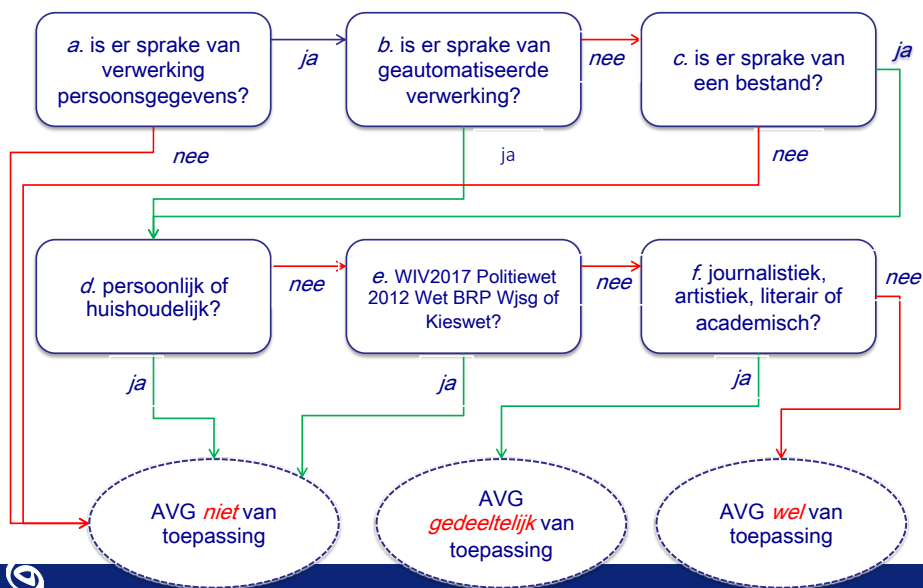 a. is er sprake van
verwerking
persoonsgegevens?
ja
b. is er sprake van
geautomatiseerde
verwerking?
nee
c. is er sprake van
een bestand?
ja
nee
ja
nee
d. persoonlijk of
huishoudelijk?
nee
e. WIV2017 Politiewet
2012 Wet BRP Wjsg of
Kieswet?
nee
f. journalistiek,
artistiek, literair of
academisch?
nee
ja
ja
ja
AVG niet van
toepassing
AVG
gedeeltelijk van
toepassing
AVG wel van
toepassing